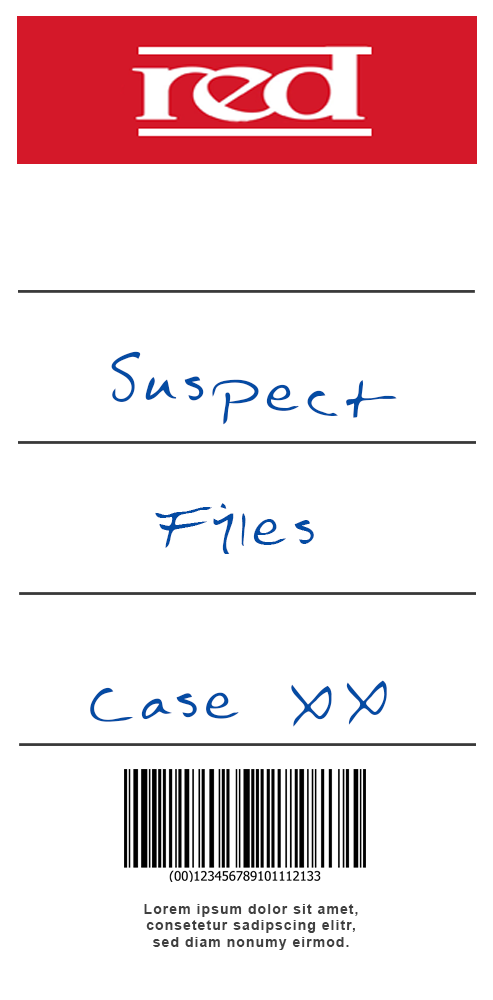 red
Suspect
Files
Case XX
(00)123456789101112133
Lorem ipsum dolor sit amet,
consetetur sadipscing elitr,
sed diam nonumy eirmod.